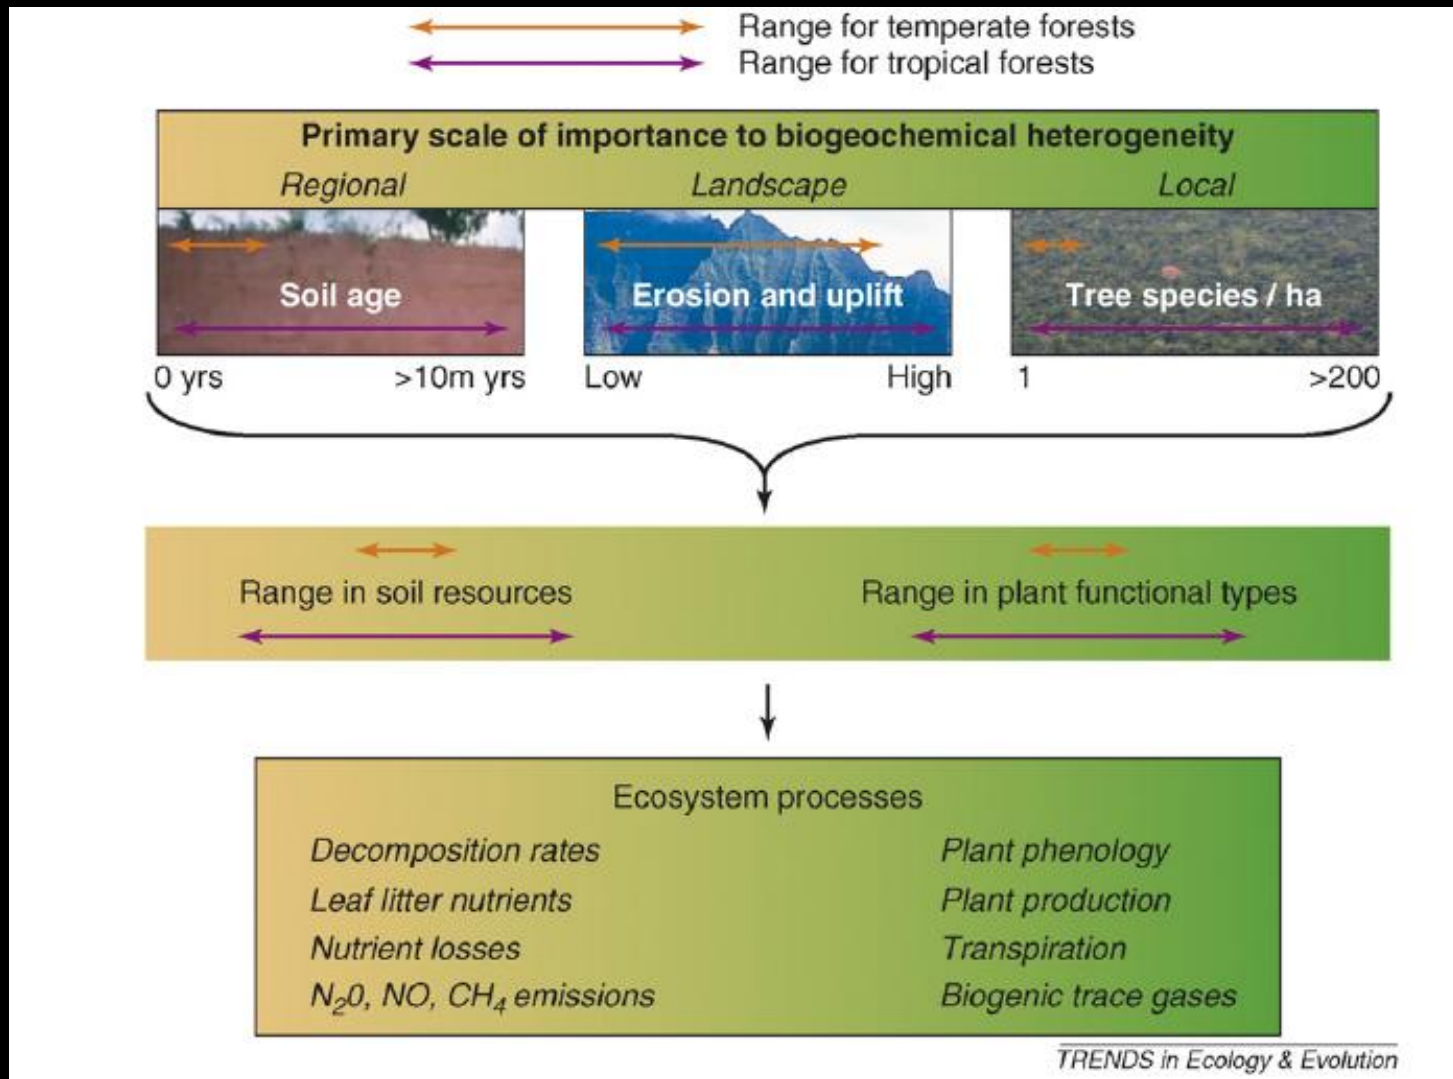 Range for temperate forests
Range for tropical forests
Primary scale of importance to biogeochemical heterogeneity
Regional Landscape Local
Soil age Erosion and uplift Tree species / ha
0 yrs >10m yrs Low High 1 >200
Range in soil resources Range in plant functional types
Ecosystem processes
Decomposition rates Plant phenology
Leaf litter nutrients Plant production
Nutrient losses Transpiration
N₂0, NO, CH₄ emissions Biogenic trace gases
TRENDS in Ecology & Evolution